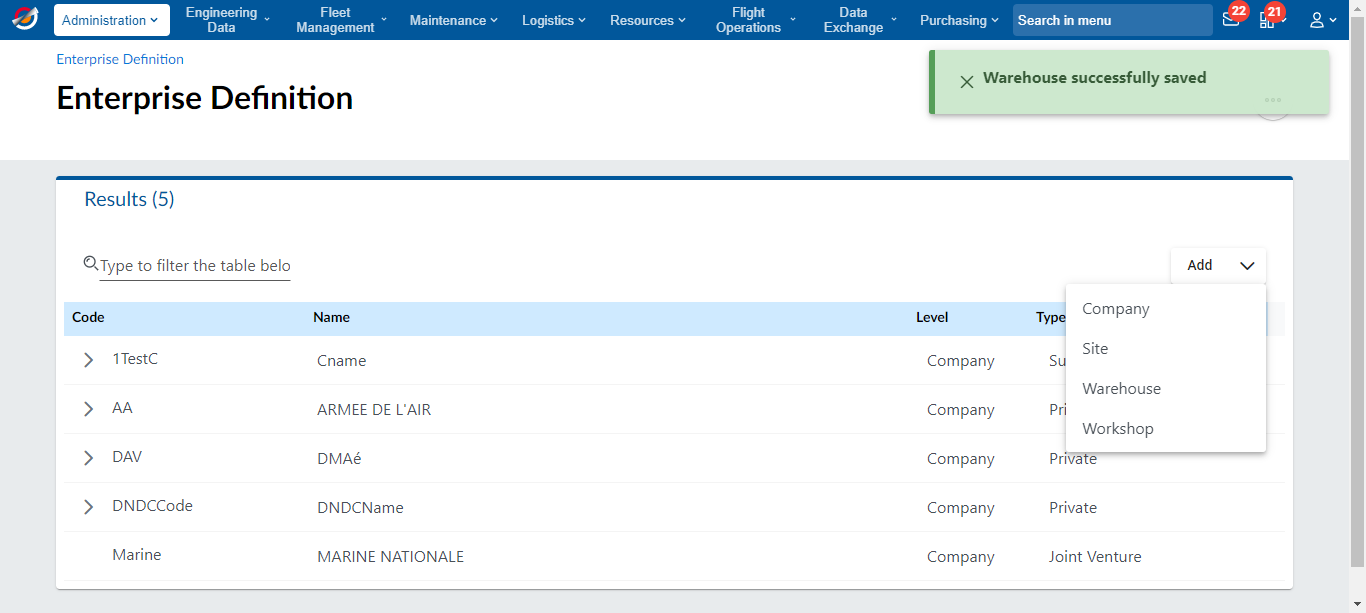 Administration
Engineering
Data
Fleet
Management
Maintenance
Logistics
Resources
Flight
Operations
Data
Exchange
Purchasing
Search in menu
22
21
Enterprise Definition
Enterprise Definition
Warehouse successfully saved
Results (5)
Type to filter the table belo
Add
Company
Site
Warehouse
Workshop
Code Name Level Type
1TestC Cname Company Su
AA ARMEE DE L'AIR Company Pri
DAV DMAé Company Private
DNDCCode DNDCName Company Private
Marine MARINE NATIONALE Company Joint Venture